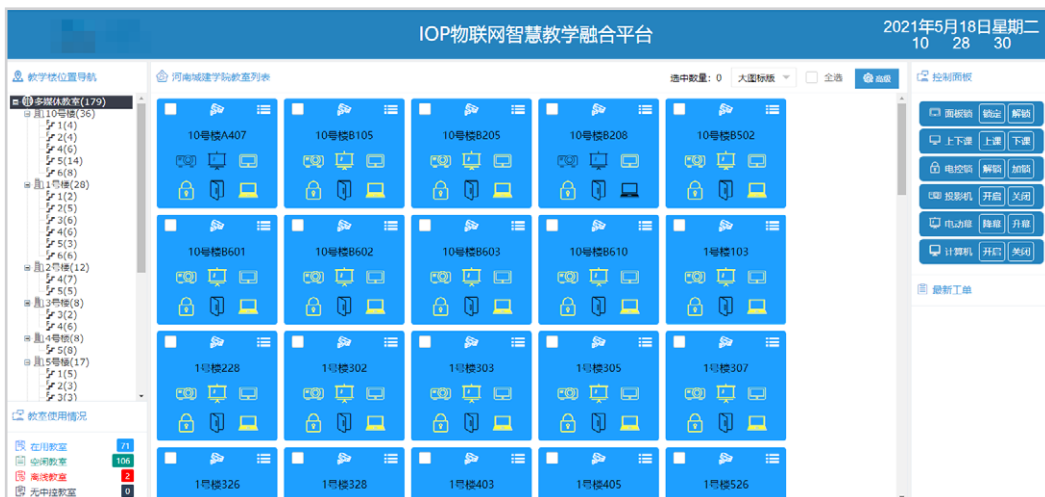 IOP物联网智慧教学融合平台
2021年5月18日星期二
10 28 30
教学楼位置导航
多媒体教室(179)
10号楼(36)
1(4)
2(4)
4(6)
5(14)
6(8)
1号楼(28)
1(2)
2(5)
3(6)
4(6)
5(3)
6(6)
2号楼(12)
4(7)
5(5)
3号楼(8)
3(2)
4(6)
4号楼(8)
5(8)
5号楼(17)
1(5)
2(3)
3(3)
教室使用情况
在用教室 71
空闲教室 106
离线教室 2
无中控教室 0
河南城建学院教室列表
选中数量：0 大图标版 全选 高级
10号楼A407 10号楼B105 10号楼B205 10号楼B208 10号楼B502
10号楼B601 10号楼B602 10号楼B603 10号楼B610 1号楼103
1号楼228 1号楼302 1号楼303 1号楼305 1号楼307
1号楼326 1号楼328 1号楼403 1号楼405 1号楼526
控制面板
面板锁 锁定 解锁
上下课 上课 下课
电控锁 解锁 加锁
投影机 开启 关闭
电动幕 降幕 升幕
计算机 开启 关闭
最新工单